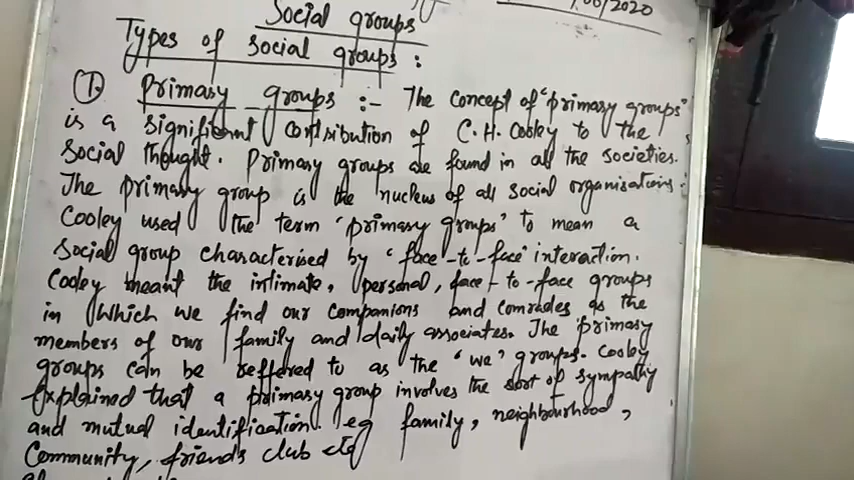 Social groups
/2020
Types of social groups :
① Primary groups :- The concept of "primary groups"
is a significant contribution of C.H. Cooley to the
Social thought. Primary groups are found in all the societies.
The primary group is the nucleus of all social organisations.
Cooley used the term 'primary groups' to mean a
social group characterised by 'face-to-face' interaction.
Cooley meant the intimate, personal, face-to-face groups
in which we find our companions and comrades as the
members of our family and daily associates. The primary
groups can be reffered to as the 'we' groups. Cooley
Explained that a primary group involves the sort of sympathy
and mutual identification. eg family, neighbourhood,
Community, friend's club etc